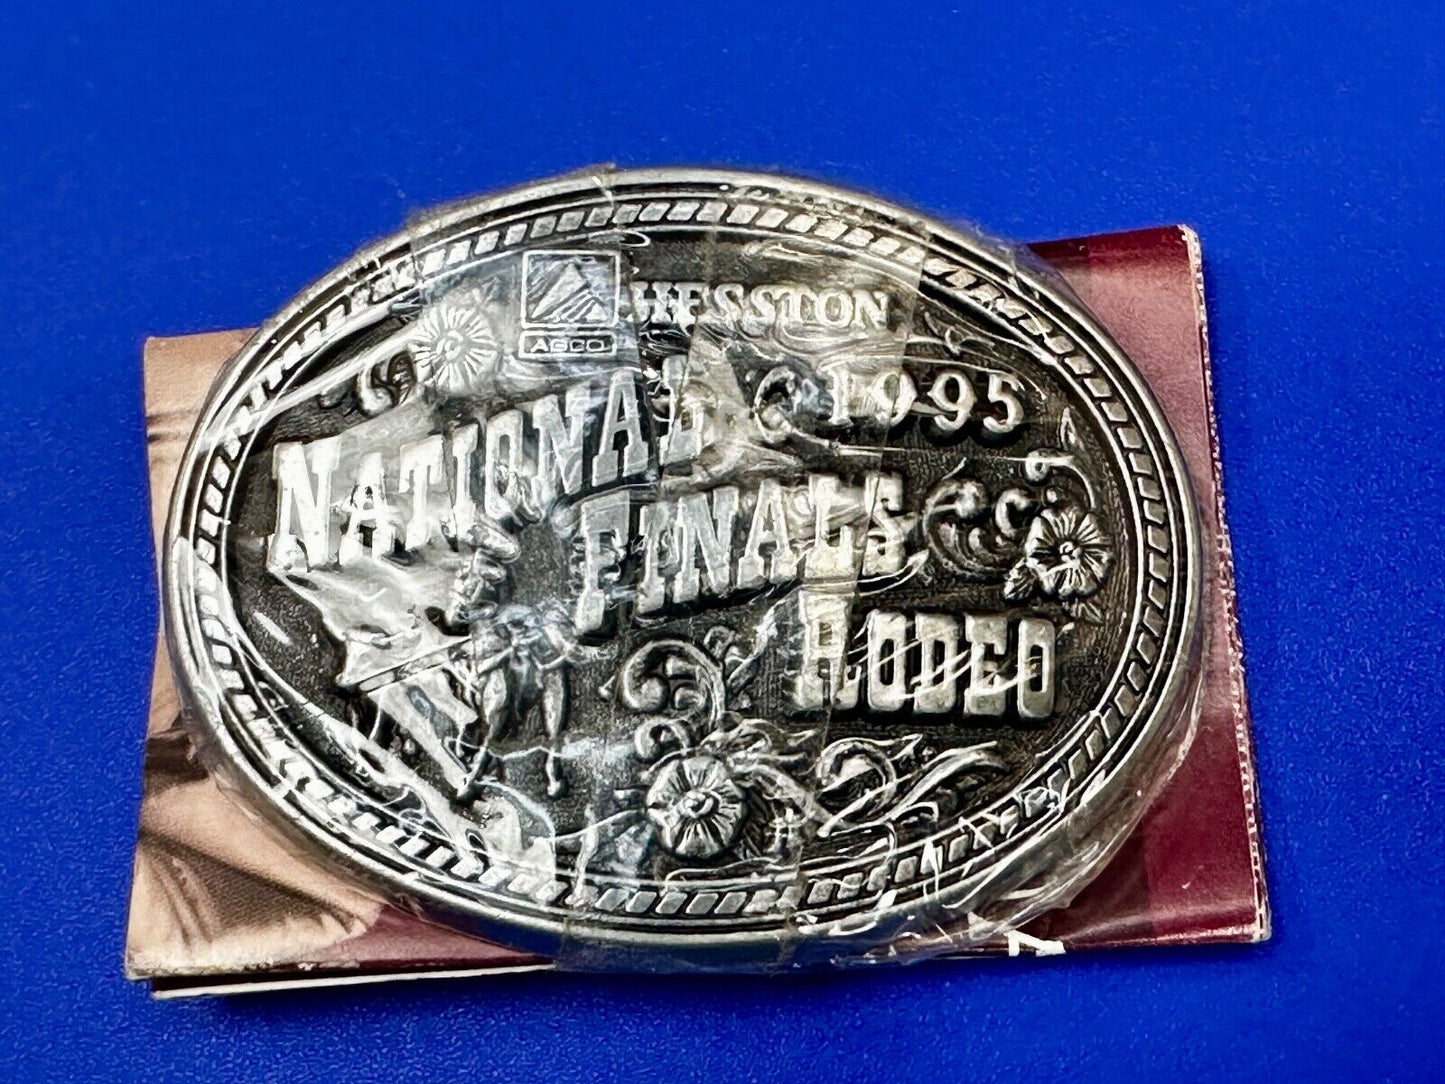 HESSTON
AGCO
1995
NATIONAL
FINALS
RODEO